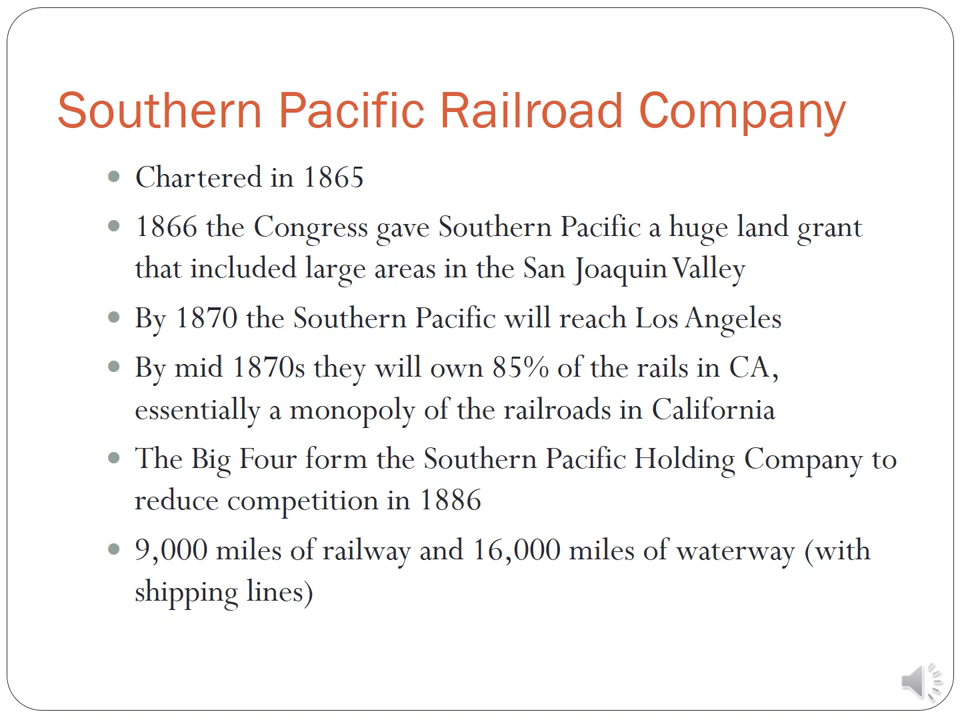 Southern Pacific Railroad Company
Chartered in 1865
1866 the Congress gave Southern Pacific a huge land grant
that included large areas in the San Joaquin Valley
By 1870 the Southern Pacific will reach Los Angeles
By mid 1870s they will own 85% of the rails in CA,
essentially a monopoly of the railroads in California
The Big Four form the Southern Pacific Holding Company to
reduce competition in 1886
9,000 miles of railway and 16,000 miles of waterway (with
shipping lines)